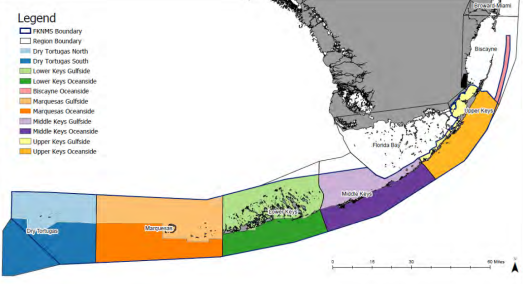 Legend
FKNMS Boundary
Region Boundary
Dry Tortugas North
Dry Tortugas South
Lower Keys Gulfside
Lower Keys Oceanside
Biscayne Oceanside
Marquesas Gulfside
Marquesas Oceanside
Middle Keys Gulfside
Middle Keys Oceanside
Upper Keys Gulfside
Upper Keys Oceanside
Broward-Miami
Biscayne
Upper Keys
Florida Bay
Middle Keys
Lower Keys
Marquesas
Dry Tortugas
0 15 30 60 Miles